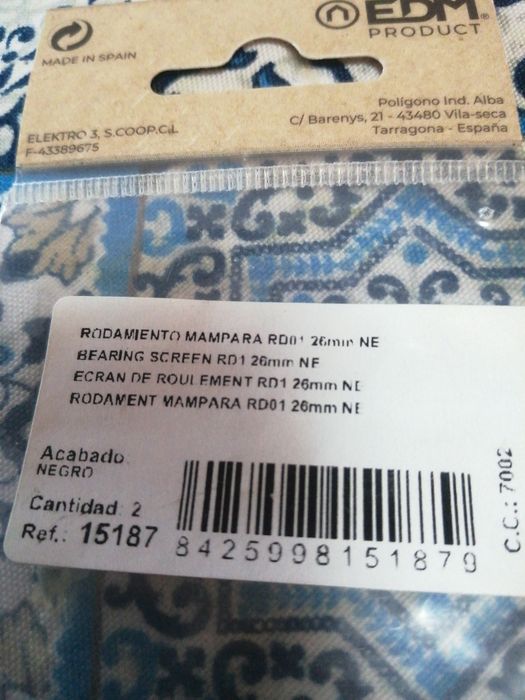 EDM®
PRODUCT
MADE IN SPAIN
Polígono Ind. Alba
C/ Barenys, 21 - 43480 Vila-seca
Tarragona - España
ELEKTRO 3, S.COOP.C.L
F-43389675
RODAMIENTO MAMPARA RD01 26mm NE
BEARING SCREEN RD1 26mm NE
ECRAN DE ROULEMENT RD1 26mm NE
RODAMENT MAMPARA RD01 26mm NE
Acabado:
NEGRO
Cantidad: 2
Ref.: 15187
8425998151879
C.C.: 7002